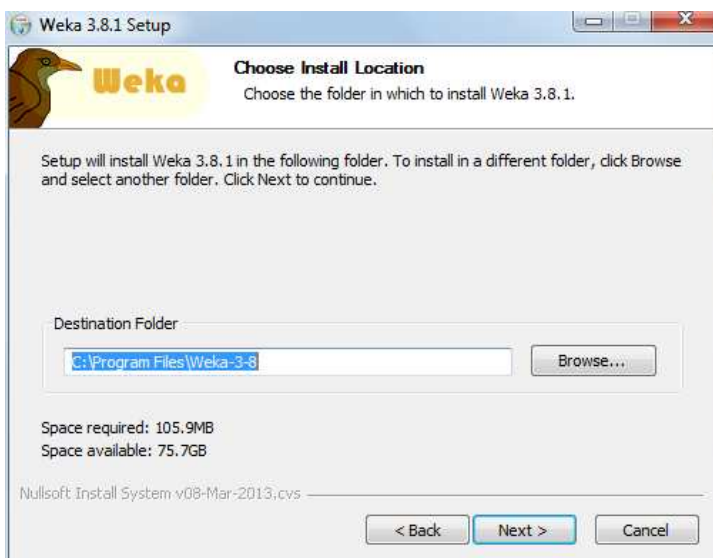 Weka 3.8.1 Setup
Weka
Choose Install Location
Choose the folder in which to install Weka 3.8.1.
Setup will install Weka 3.8.1 in the following folder. To install in a different folder, click Browse
and select another folder. Click Next to continue.
Destination Folder
C:\Program Files\Weka-3-8
Browse...
Space required: 105.9MB
Space available: 75.7GB
Nullsoft Install System v08-Mar-2013.cvs
< Back
Next >
Cancel